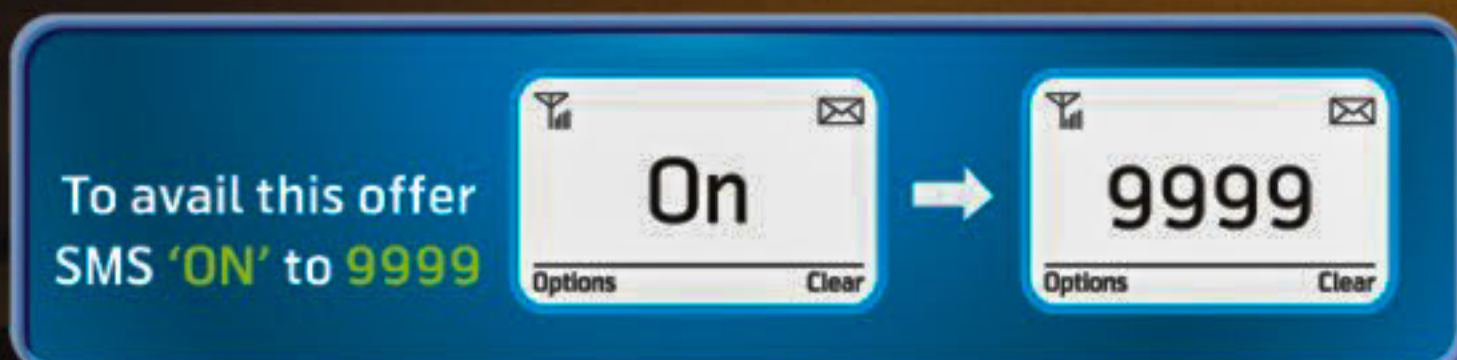 To avail this offer
SMS ‘ON’ to 9999
On
Options Clear
9999
Options Clear